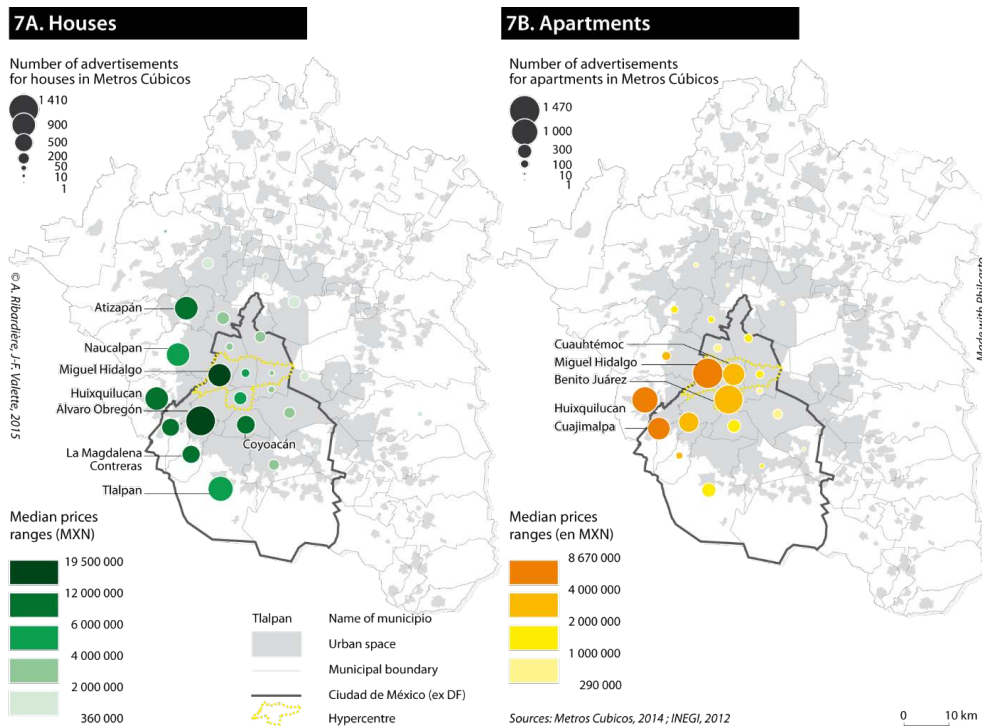 7A. Houses
Number of advertisements
for houses in Metros Cúbicos
1 410
900
500
200
50
10
1
Atizapán
Naucalpan
Miguel Hidalgo
Huixquilucan
Álvaro Obregón
Coyoacán
La Magdalena
Contreras
Tlalpan
© A. Ribardière, J.-F. Valette, 2015
Median prices
ranges (MXN)
19 500 000
12 000 000
6 000 000
4 000 000
2 000 000
360 000
Tlalpan Name of municipio
Urban space
Municipal boundary
Ciudad de México (ex DF)
Hypercentre
7B. Apartments
Number of advertisements
for apartments in Metros Cúbicos
1 470
1 000
300
100
10
1
Cuauhtémoc
Miguel Hidalgo
Benito Juárez
Huixquilucan
Cuajimalpa
Made with Philcarto
Median prices
ranges (en MXN)
8 670 000
4 000 000
2 000 000
1 000 000
290 000
Sources: Metros Cubicos, 2014 ; INEGI, 2012
0 10 km